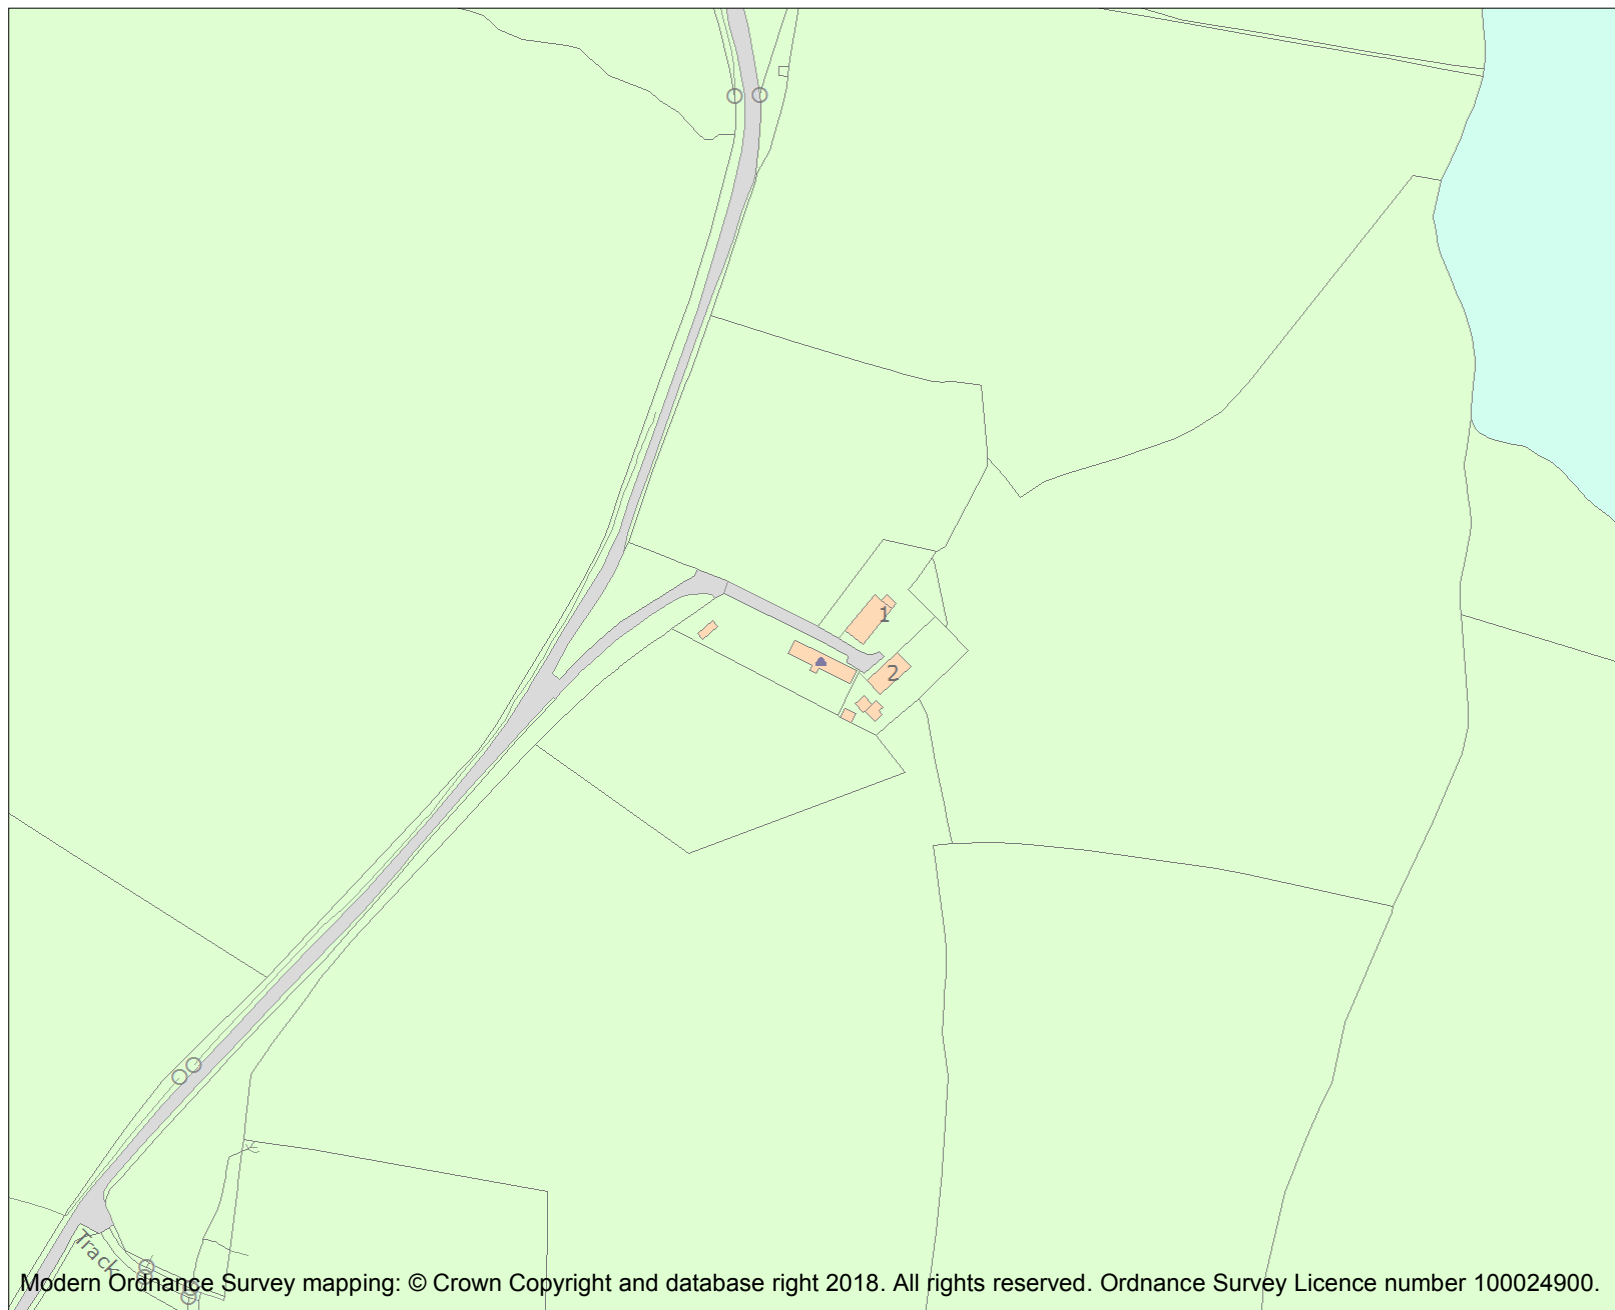 1
2
Track
Modern Ordnance Survey mapping: © Crown Copyright and database right 2018. All rights reserved. Ordnance Survey Licence number 100024900.